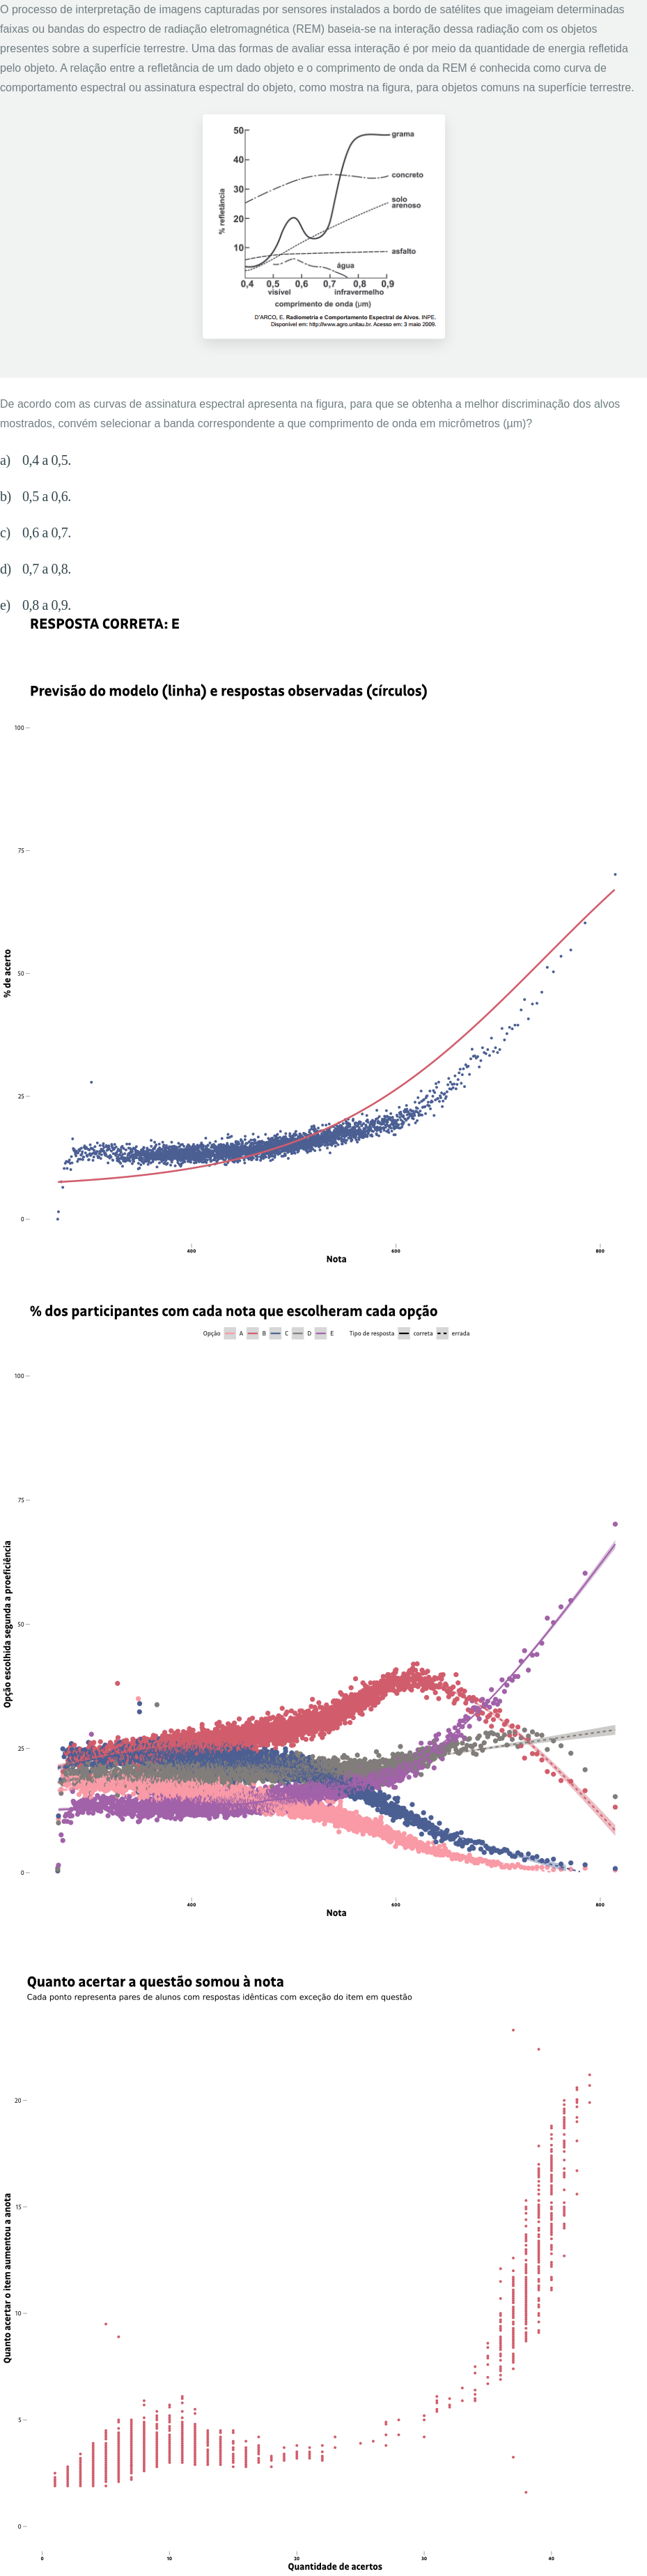 O processo de interpretação de imagens capturadas por sensores instalados a bordo de satélites que imageiam determinadas
faixas ou bandas do espectro de radiação eletromagnética (REM) baseia-se na interação dessa radiação com os objetos
presentes sobre a superfície terrestre. Uma das formas de avaliar essa interação é por meio da quantidade de energia refletida
pelo objeto. A relação entre a refletância de um dado objeto e o comprimento de onda da REM é conhecida como curva de
comportamento espectral ou assinatura espectral do objeto, como mostra na figura, para objetos comuns na superfície terrestre.
50
40
30
20
10
% refletância
grama
concreto
solo
arenoso
asfalto
água
0,4 0,5 0,6 0,7 0,8 0,9
visível infravermelho
comprimento de onda (µm)
D'ARCO, E. Radiometria e Comportamento Espectral de Alvos. INPE.
Disponível em: http://www.agro.unitau.br. Acesso em: 3 maio 2009.
De acordo com as curvas de assinatura espectral apresenta na figura, para que se obtenha a melhor discriminação dos alvos
mostrados, convém selecionar a banda correspondente a que comprimento de onda em micrômetros (µm)?
a) 0,4 a 0,5.
b) 0,5 a 0,6.
c) 0,6 a 0,7.
d) 0,7 a 0,8.
e) 0,8 a 0,9.
RESPOSTA CORRETA: E
Previsão do modelo (linha) e respostas observadas (círculos)
100
75
50
25
0
% de acerto
400 600 800
Nota
% dos participantes com cada nota que escolheram cada opção
Opção A B C D E Tipo de resposta correta errada
100
75
50
25
0
Opção escolhida segunda a proeficiência
400 600 800
Nota
Quanto acertar a questão somou à nota
Cada ponto representa pares de alunos com respostas idênticas com exceção do item em questão
20
15
10
5
0
Quanto acertar o item aumentou a anota
0 10 20 30 40
Quantidade de acertos